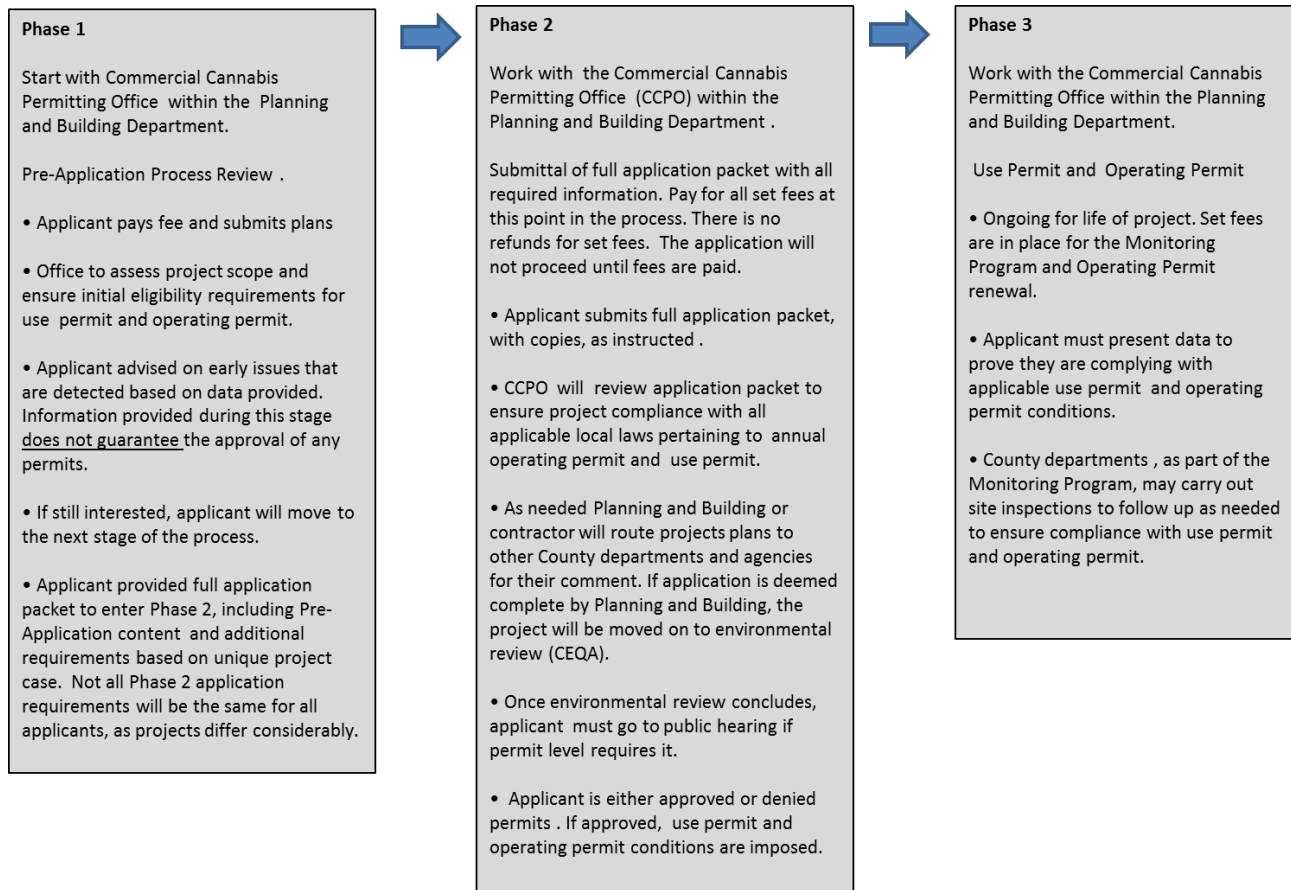 Phase 1
Start with Commercial Cannabis
Permitting Office within the Planning
and Building Department.
Pre-Application Process Review .
• Applicant pays fee and submits plans
• Office to assess project scope and
ensure initial eligibility requirements for
use permit and operating permit.
• Applicant advised on early issues that
are detected based on data provided.
Information provided during this stage
does not guarantee the approval of any
permits.
• If still interested, applicant will move to
the next stage of the process.
• Applicant provided full application
packet to enter Phase 2, including Pre-
Application content and additional
requirements based on unique project
case. Not all Phase 2 application
requirements will be the same for all
applicants, as projects differ considerably.
Phase 2
Work with the Commercial Cannabis
Permitting Office (CCPO) within the
Planning and Building Department .
Submittal of full application packet with all
required information. Pay for all set fees at
this point in the process. There is no
refunds for set fees. The application will
not proceed until fees are paid.
• Applicant submits full application packet,
with copies, as instructed .
• CCPO will review application packet to
ensure project compliance with all
applicable local laws pertaining to annual
operating permit and use permit.
• As needed Planning and Building or
contractor will route projects plans to
other County departments and agencies
for their comment. If application is deemed
complete by Planning and Building, the
project will be moved on to environmental
review (CEQA).
• Once environmental review concludes,
applicant must go to public hearing if
permit level requires it.
• Applicant is either approved or denied
permits . If approved, use permit and
operating permit conditions are imposed.
Phase 3
Work with the Commercial Cannabis
Permitting Office within the Planning
and Building Department.
Use Permit and Operating Permit
• Ongoing for life of project. Set fees
are in place for the Monitoring
Program and Operating Permit
renewal.
• Applicant must present data to
prove they are complying with
applicable use permit and operating
permit conditions.
• County departments , as part of the
Monitoring Program, may carry out
site inspections to follow up as needed
to ensure compliance with use permit
and operating permit.